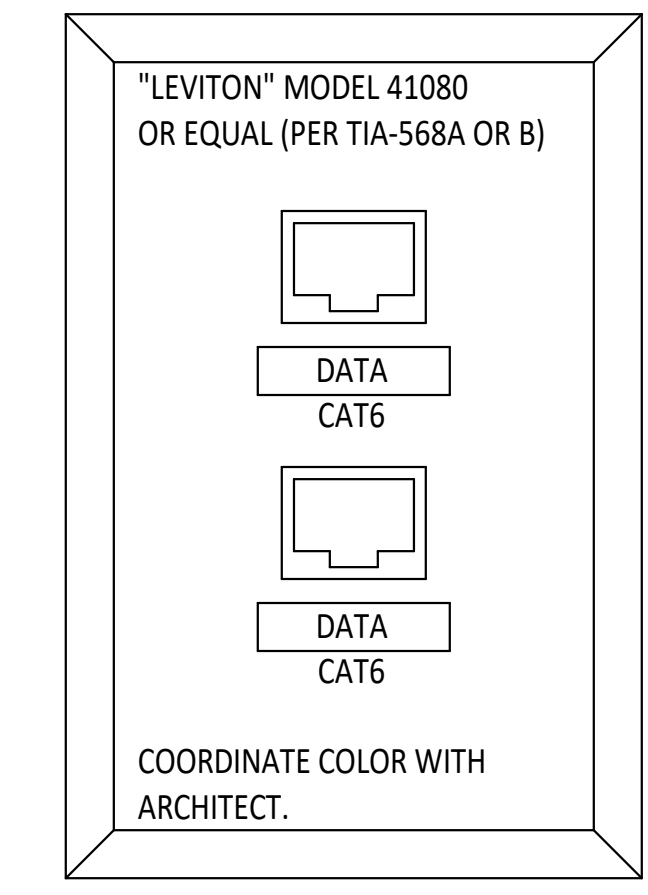 "LEVITON" MODEL 41080
OR EQUAL (PER TIA-568A OR B)
DATA
CAT6
DATA
CAT6
COORDINATE COLOR WITH
ARCHITECT.